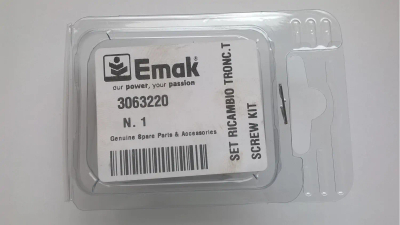 Emak
our power, your passion
3063220
N. 1
Genuine Spare Parts & Accessories
SET RICAMBIO TRONC.T
SCREW KIT